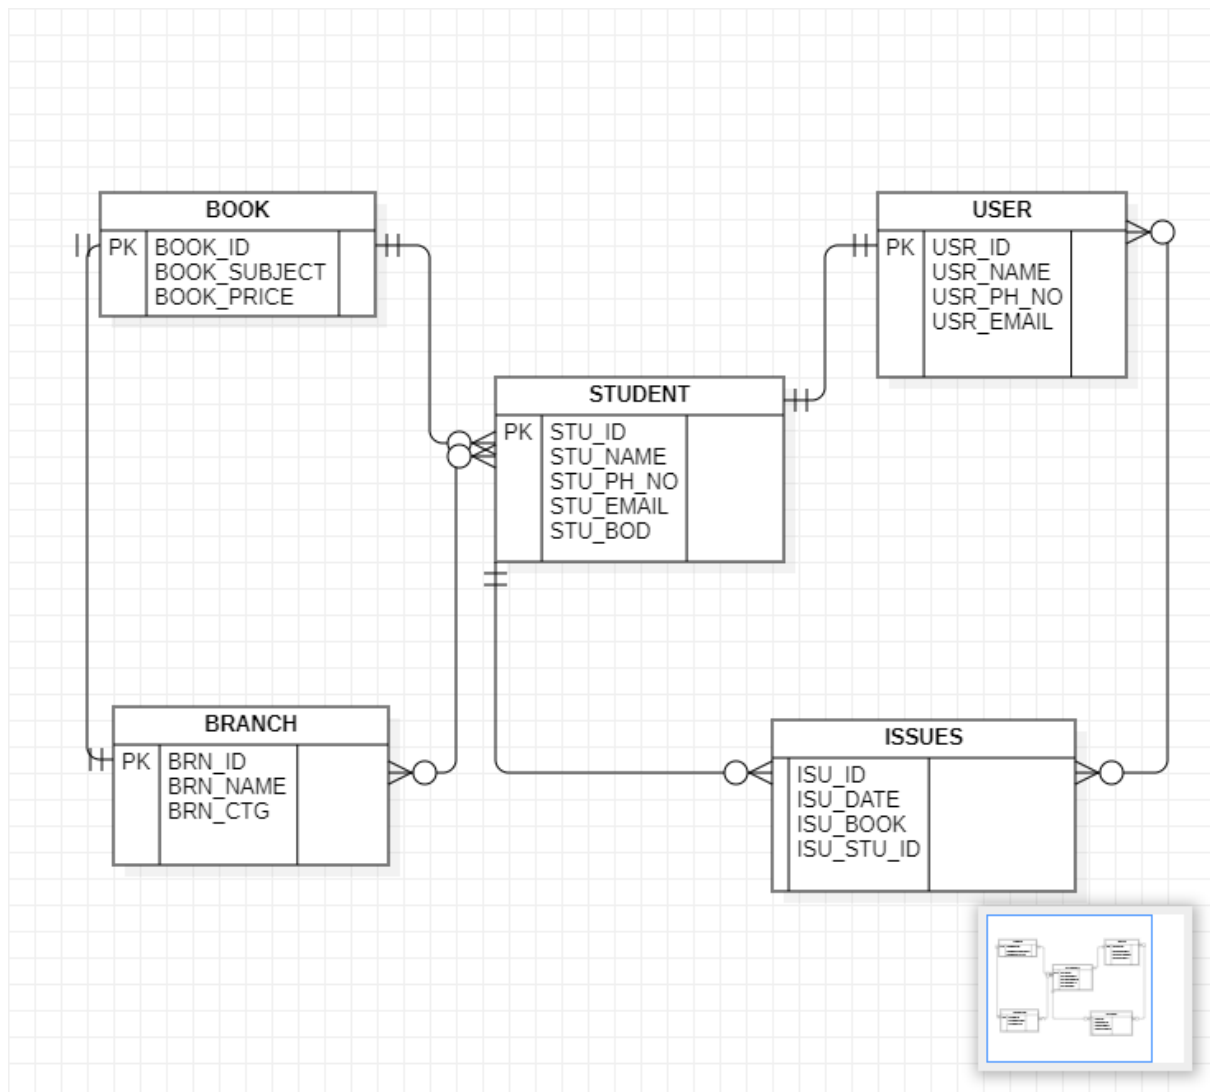 BOOK
PK BOOK_ID
BOOK_SUBJECT
BOOK_PRICE
USER
PK USR_ID
USR_NAME
USR_PH_NO
USR_EMAIL
STUDENT
PK STU_ID
STU_NAME
STU_PH_NO
STU_EMAIL
STU_BOD
BRANCH
PK BRN_ID
BRN_NAME
BRN_CTG
ISSUES
ISU_ID
ISU_DATE
ISU_BOOK
ISU_STU_ID